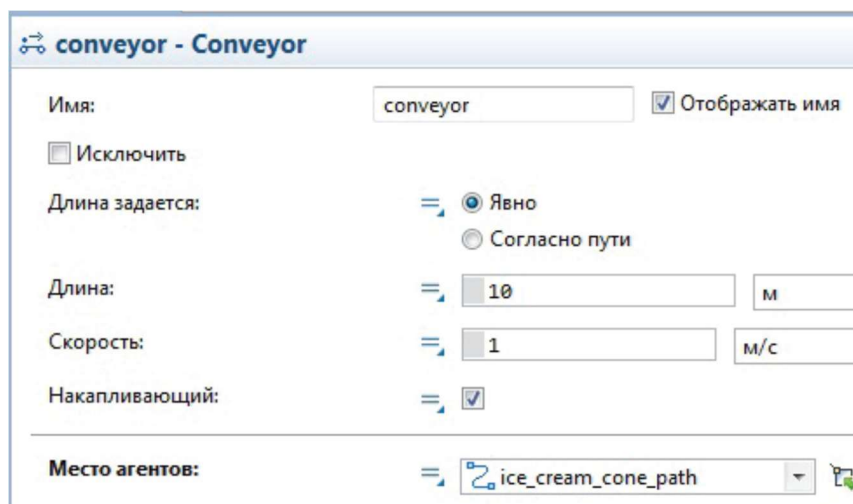 conveyor - Conveyor
Имя: conveyor Отображать имя
Исключить
Длина задается: Явно
Согласно пути
Длина: 10 м
Скорость: 1 м/с
Накапливающий:
Место агентов: ice_cream_cone_path